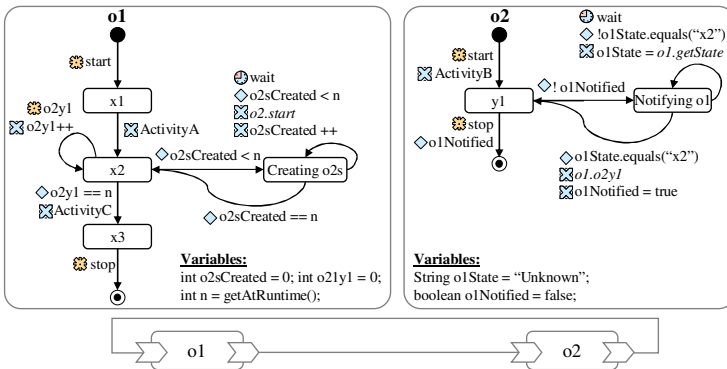 o1
start
wait
o2sCreated < n
o2.start
o2sCreated ++
x1
o2y1
o2y1++
ActivityA
x2
o2sCreated < n
Creating o2s
o2sCreated == n
o2y1 == n
ActivityC
x3
stop
Variables:
int o2sCreated = 0; int o21y1 = 0;
int n = getAtRuntime();
o2
start
wait
!o1State.equals(“x2”)
o1State = o1.getState
ActivityB
y1
! o1Notified
Notifying o1
stop
o1Notified
o1State.equals(“x2”)
o1.o2y1
o1Notified = true
Variables:
String o1State = “Unknown”;
boolean o1Notified = false;
o1
o2